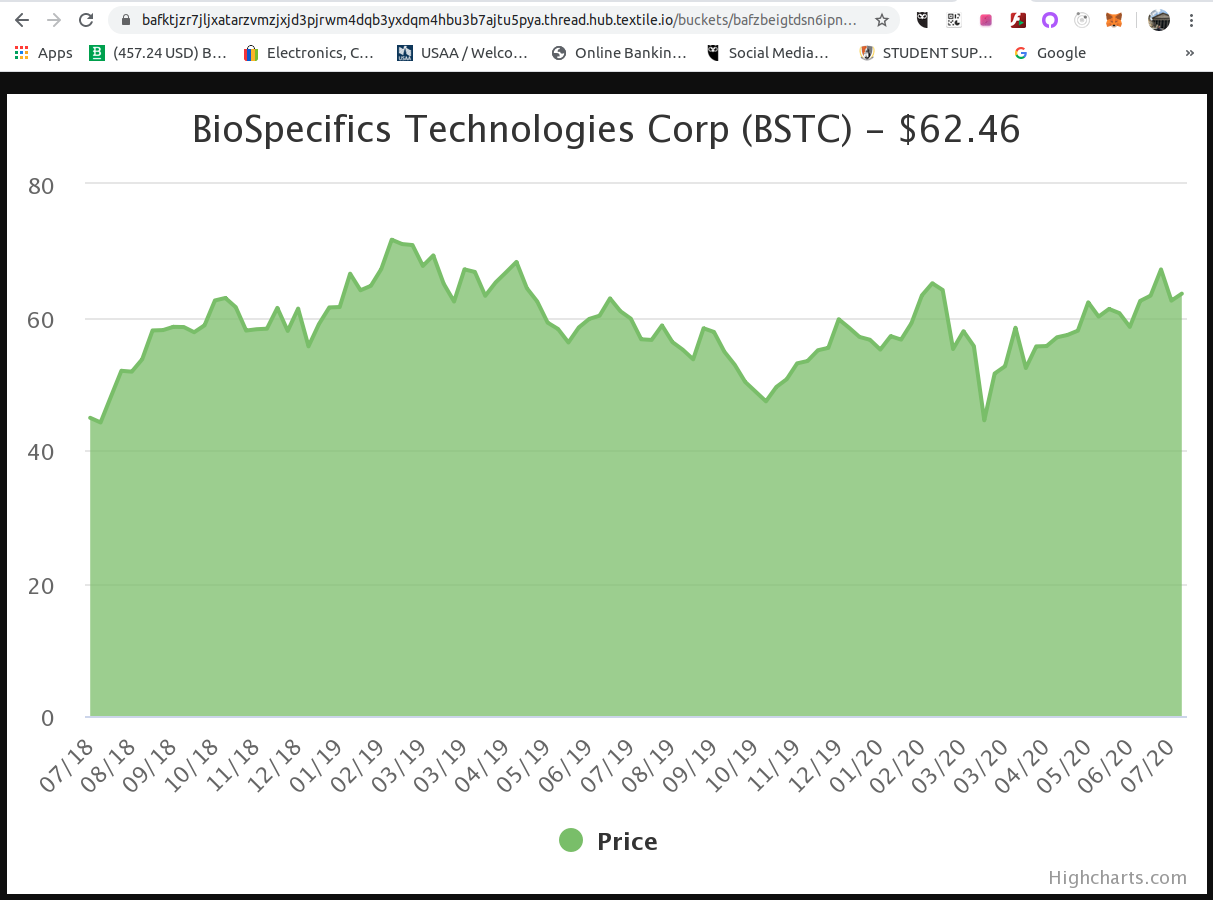 bafktjzr7jljxatarzvmzjxjd3pjrwm4dqb3yxdqm4hbu3b7ajtu5pya.thread.hub.textile.io/buckets/bafzbeigtdsn6ipn...
Apps (457.24 USD) B... Electronics, C... USAA / Welco... Online Bankin... Social Media... STUDENT SUP... Google »
BioSpecifics Technologies Corp (BSTC) – $62.46
80
60
40
20
0
07/18 08/18 09/18 10/18 11/18 12/18 01/19 02/19 03/19 03/19 04/19 05/19 06/19 07/19 08/19 09/19 10/19 11/19 12/19 01/20 02/20 03/20 03/20 04/20 05/20 06/20 07/20
Price
Highcharts.com